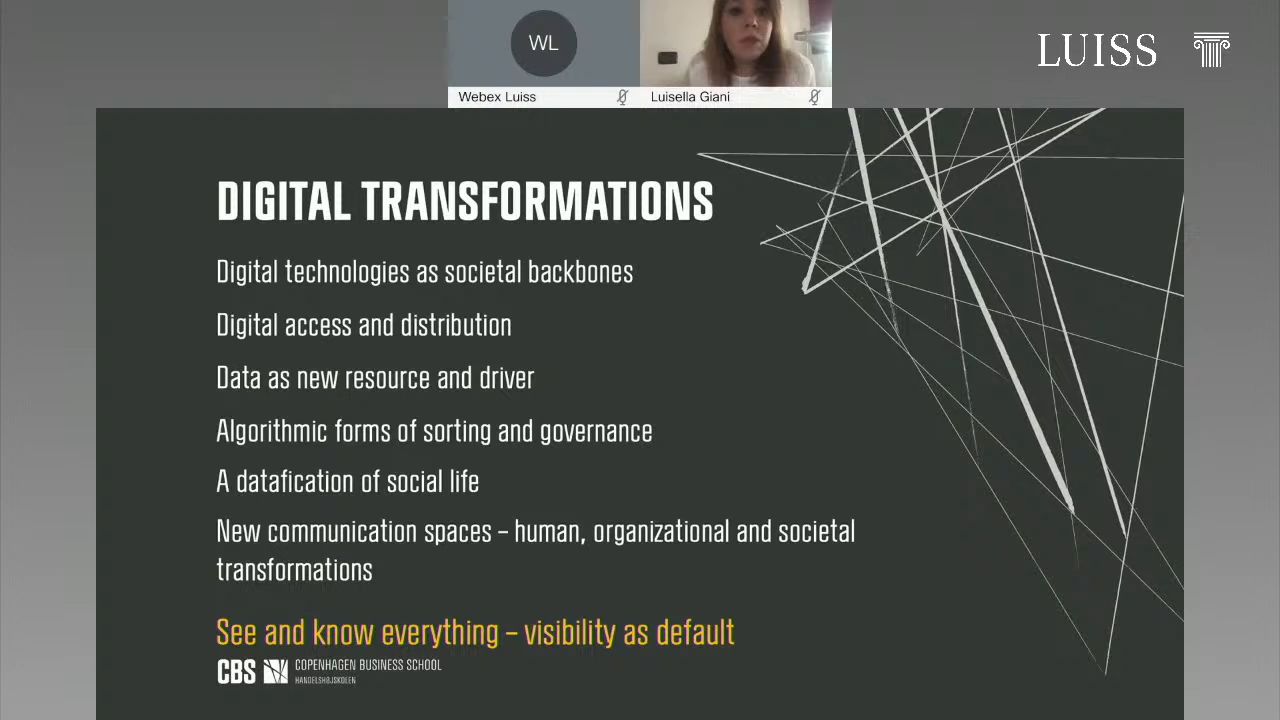 WL
Webex Luiss
Luisella Giani
LUISS
DIGITAL TRANSFORMATIONS
Digital technologies as societal backbones
Digital access and distribution
Data as new resource and driver
Algorithmic forms of sorting and governance
A datafication of social life
New communication spaces – human, organizational and societal
transformations
See and know everything – visibility as default
CBS COPENHAGEN BUSINESS SCHOOL
HANDELSHØJSKOLEN